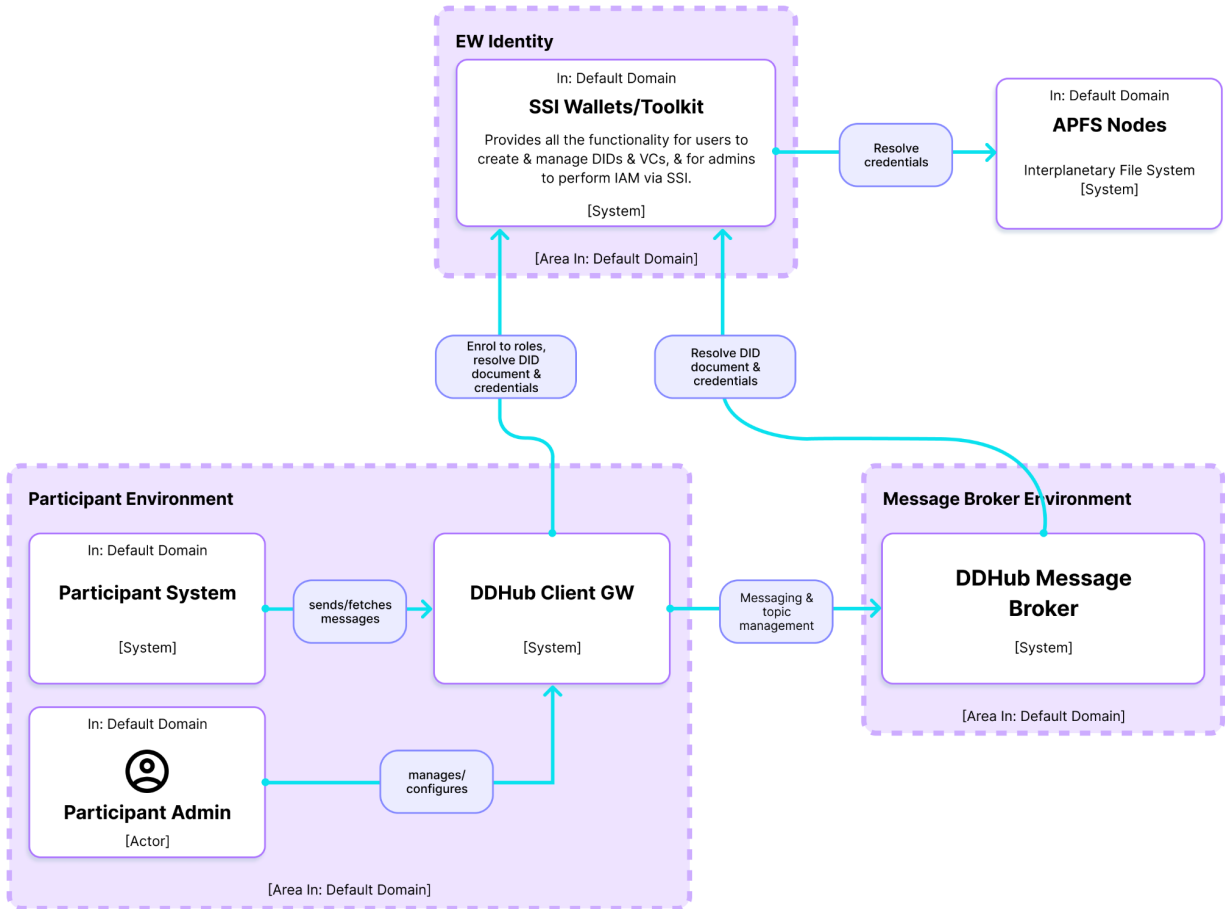 EW Identity
In: Default Domain
SSI Wallets/Toolkit
Provides all the functionality for users to
create & manage DIDs & VCs, & for admins
to perform IAM via SSI.
[System]
[Area In: Default Domain]
Resolve
credentials
In: Default Domain
APFS Nodes
Interplanetary File System
[System]
Enrol to roles,
resolve DID
document &
credentials
Resolve DID
document &
credentials
Participant Environment
In: Default Domain
Participant System
[System]
sends/fetches
messages
DDHub Client GW
[System]
Messaging &
topic
management
Message Broker Environment
DDHub Message
Broker
[System]
[Area In: Default Domain]
In: Default Domain
Participant Admin
[Actor]
manages/
configures
[Area In: Default Domain]